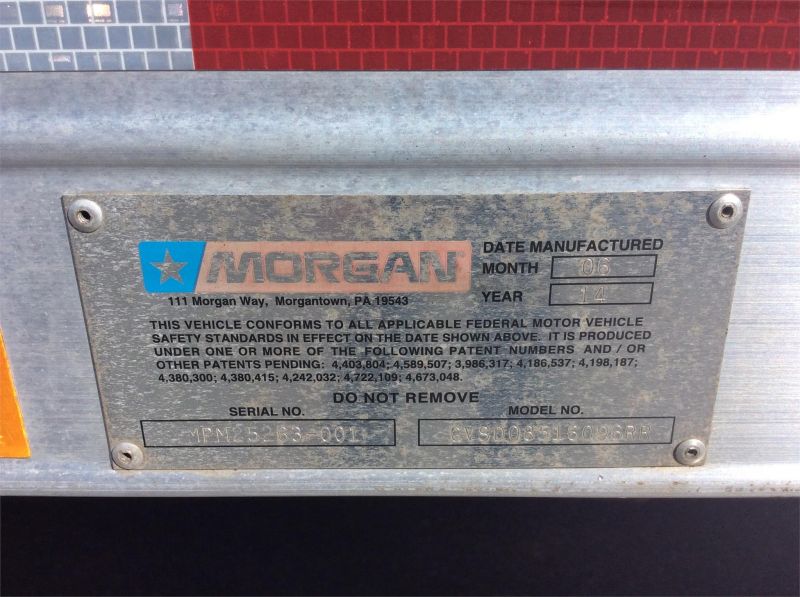 MORGAN
111 Morgan Way, Morgantown, PA 19543
DATE MANUFACTURED
MONTH 06
YEAR 14
THIS VEHICLE CONFORMS TO ALL APPLICABLE FEDERAL MOTOR VEHICLE
SAFETY STANDARDS IN EFFECT ON THE DATE SHOWN ABOVE. IT IS PRODUCED
UNDER ONE OR MORE OF THE FOLLOWING PATENT NUMBERS AND / OR
OTHER PATENTS PENDING: 4,403,804; 4,589,507; 3,986,317; 4,186,537; 4,198,187;
4,380,300; 4,380,415; 4,242,032; 4,722,109; 4,673,048.
DO NOT REMOVE
SERIAL NO. MODEL NO.